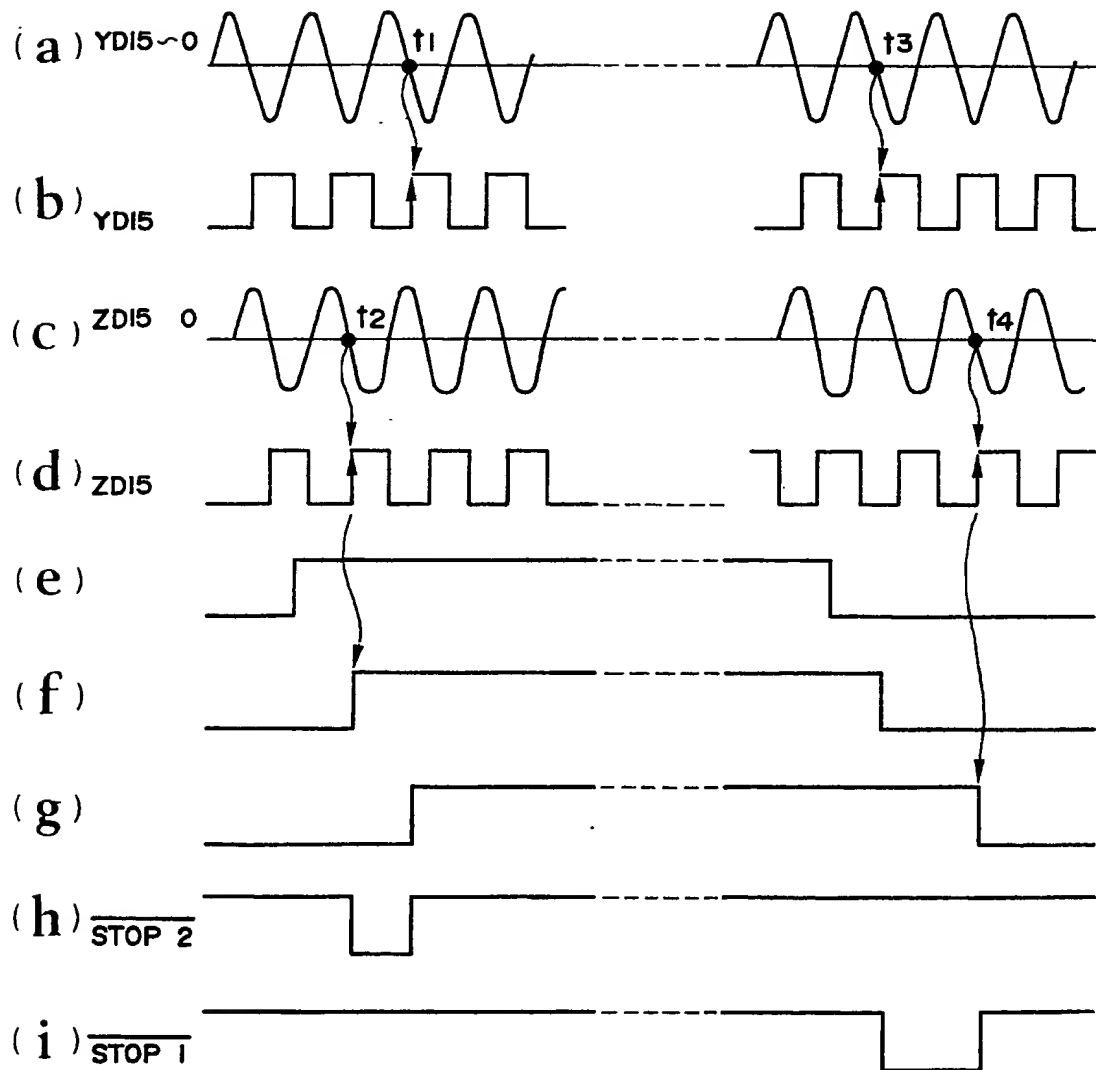 (a) YD15~0 t1 t3
(b) YD15
(c) ZD15 0 t2 t4
(d) ZD15
(e)
(f)
(g)
(h) STOP 2
(i) STOP 1